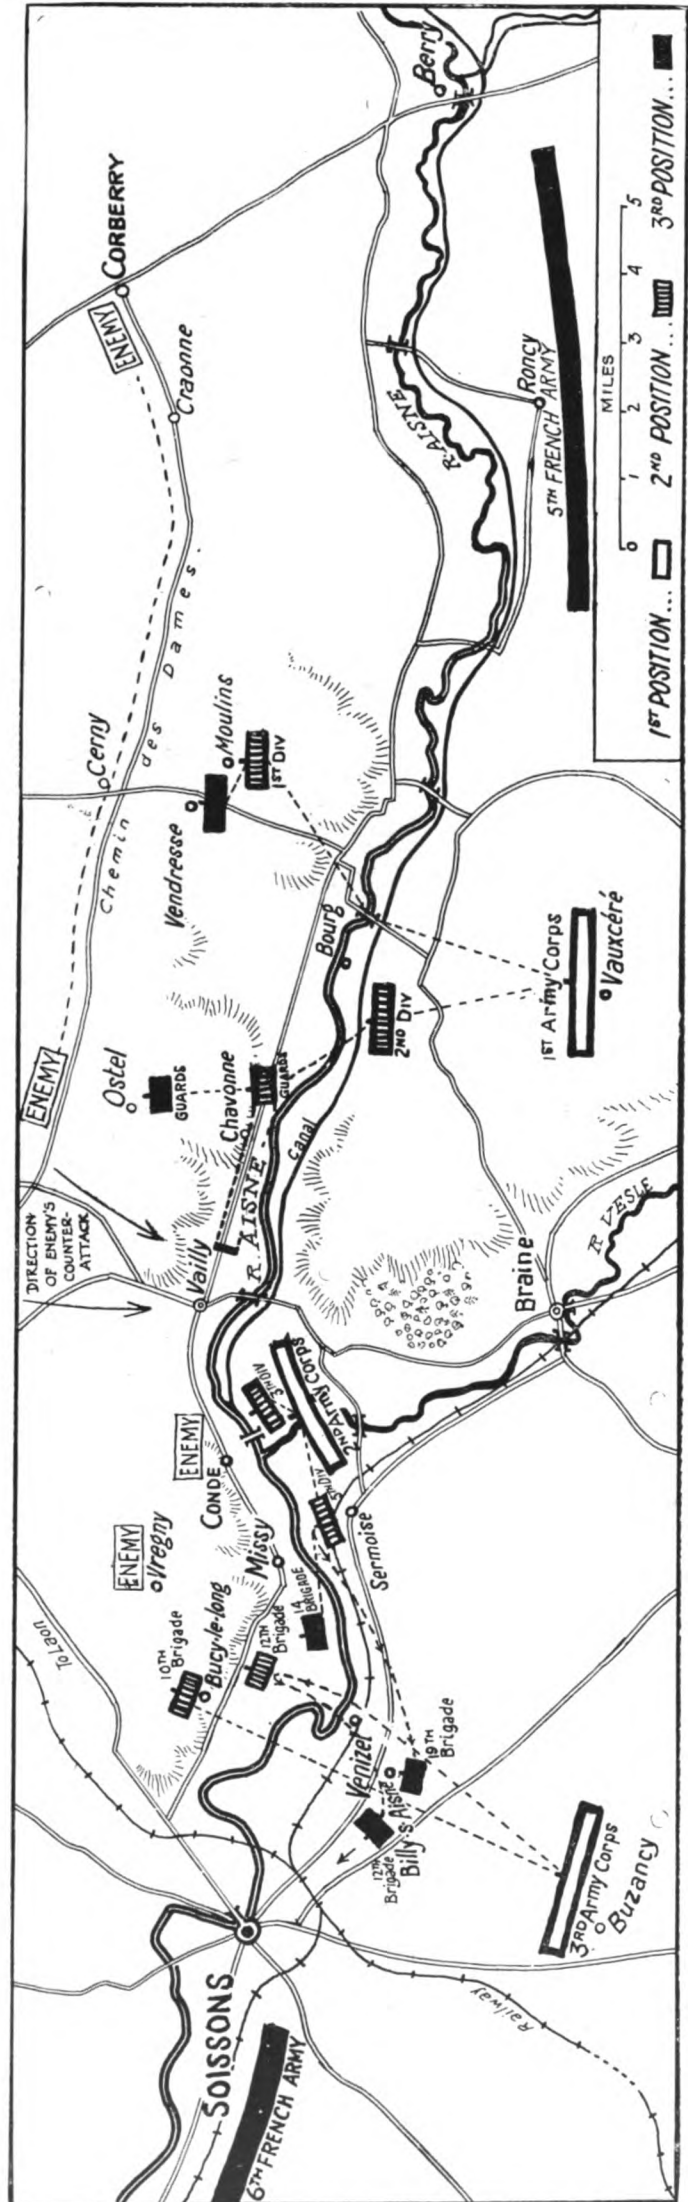 SOISSONS
6TH FRENCH ARMY
To Laon
Railway
10TH
Brigade
Bucy-le-long
12TH
Brigade
14
BRIGADE
Venizel
Billy s. Aisne
12TH
Brigade
19TH
Brigade
3RD Army Corps
Buzancy
ENEMY
Vregny
ENEMY
CONDE
Missy
Sermoise
5TH DIV
3TH DIV
2ND Army Corps
DIRECTION
OF ENEMY'S
COUNTER-
ATTACK
Vailly
R. AISNE
Canal
Braine
R VESLE
ENEMY
Ostel
GUARDS
Chavonne
GUARDS
2ND DIV
Bourg
1ST Army Corps
Vauxcéré
Cerny
Chemin des Dames.
Vendresse
Moulins
1ST DIV
ENEMY
CORBERRY
Craonne
R. AISNE
Berry
Roncy
5TH FRENCH ARMY
MILES
0 1 2 3 4 5
1ST POSITION... 2ND POSITION... 3RD POSITION...